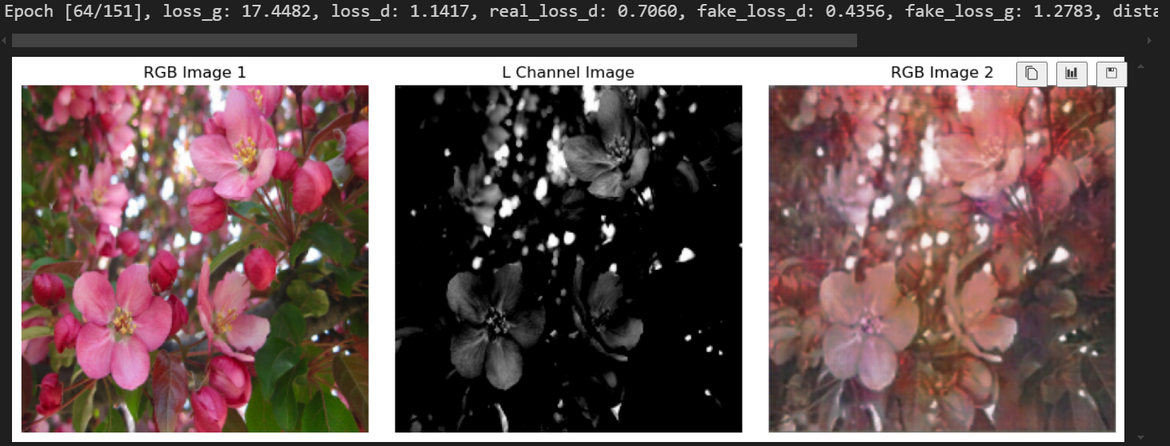 Epoch [64/151], loss_g: 17.4482, loss_d: 1.1417, real_loss_d: 0.7060, fake_loss_d: 0.4356, fake_loss_g: 1.2783, dista
RGB Image 1
L Channel Image
RGB Image 2